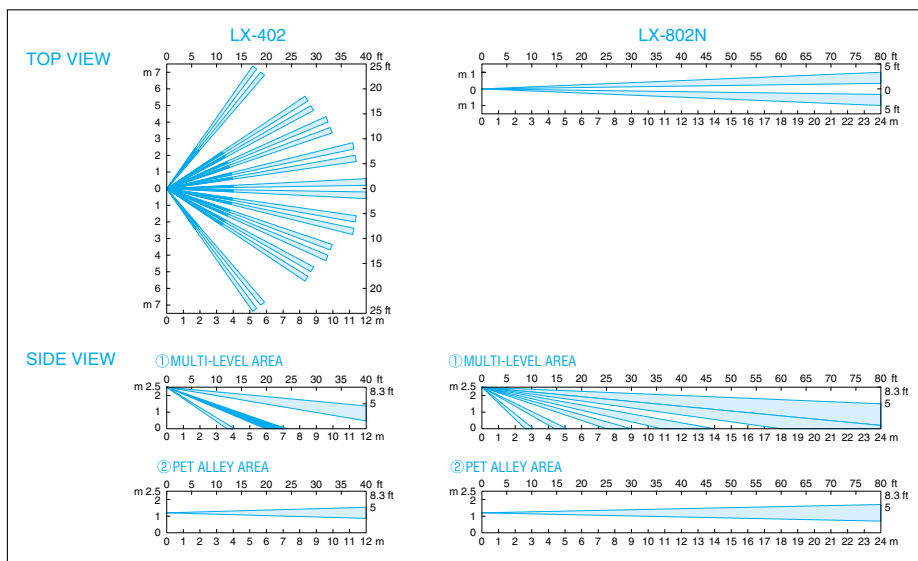 LX-402
LX-802N
TOP VIEW
0 5 10 15 20 25 30 35 40 ft
m 7 6 5 4 3 2 1 0 1 2 3 4 5 6 m 7
25 ft 20 15 10 5 0 5 10 15 20 25 ft
0 1 2 3 4 5 6 7 8 9 10 11 12 m
0 5 10 15 20 25 30 35 40 45 50 55 60 65 70 75 80 ft
m 1 0 m 1
5 ft 0 5 ft
0 1 2 3 4 5 6 7 8 9 10 11 12 13 14 15 16 17 18 19 20 21 22 23 24 m
SIDE VIEW
①MULTI-LEVEL AREA
0 5 10 15 20 25 30 35 40 ft
m 2.5 2 1 0
8.3 ft 5
0 1 2 3 4 5 6 7 8 9 10 11 12 m
①MULTI-LEVEL AREA
0 5 10 15 20 25 30 35 40 45 50 55 60 65 70 75 80 ft
m 2.5 2 1 0
8.3 ft 5
0 1 2 3 4 5 6 7 8 9 10 11 12 13 14 15 16 17 18 19 20 21 22 23 24 m
②PET ALLEY AREA
0 5 10 15 20 25 30 35 40 ft
m 2.5 2 1 0
8.3 ft 5
0 1 2 3 4 5 6 7 8 9 10 11 12 m
②PET ALLEY AREA
0 5 10 15 20 25 30 35 40 45 50 55 60 65 70 75 80 ft
m 2.5 2 1 0
8.3 ft 5
0 1 2 3 4 5 6 7 8 9 10 11 12 13 14 15 16 17 18 19 20 21 22 23 24 m